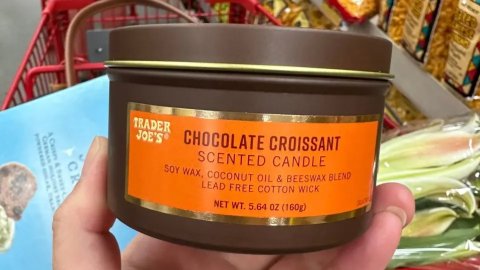 TRADER
JOE'S
CHOCOLATE CROISSANT
SCENTED CANDLE
SOY WAX, COCONUT OIL & BEESWAX BLEND
LEAD FREE COTTON WICK
NET WT. 5.64 OZ (160g)